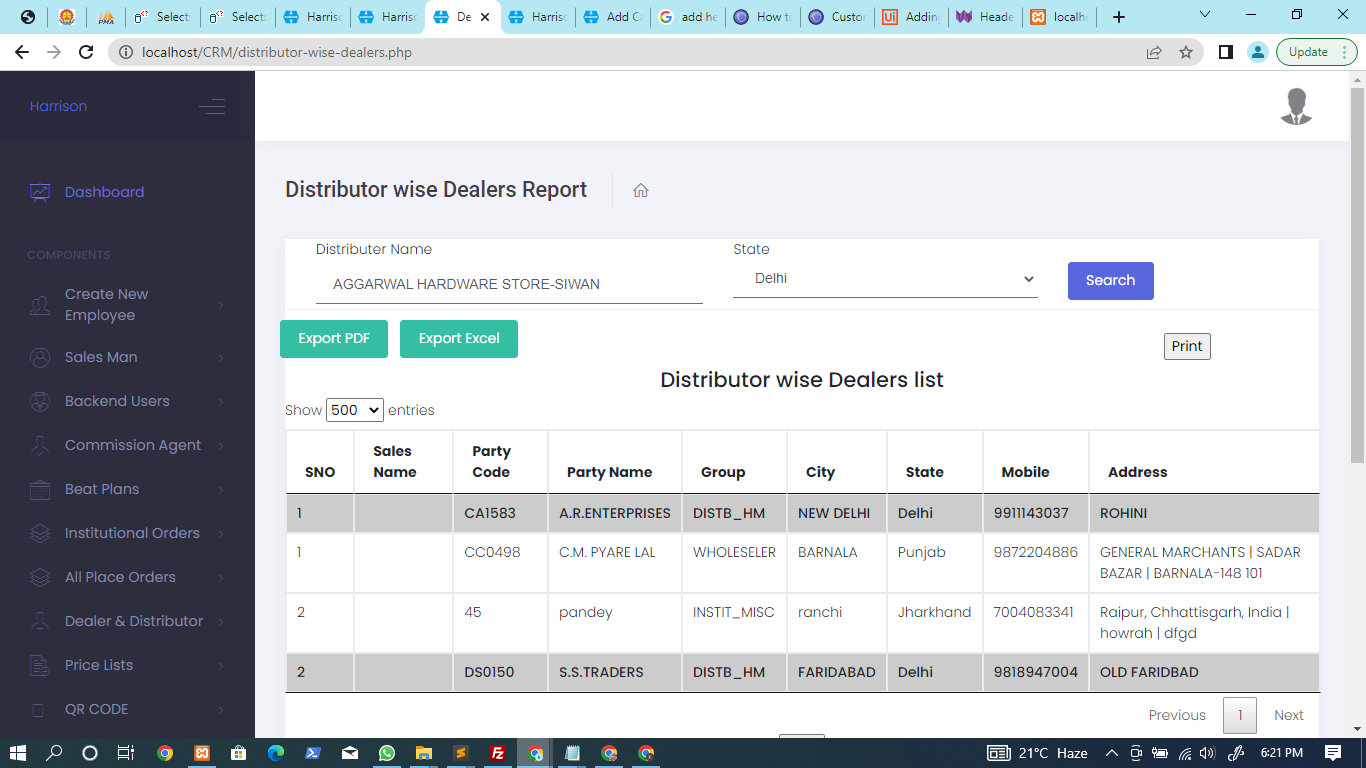 Select
Select
Harriso
Harriso
De
Harriso
Add C
add he
How to
Custor
Adding
Heade
localho
localhost/CRM/distributor-wise-dealers.php
Update
Harrison
Dashboard
COMPONENTS
Create New
Employee
Sales Man
Backend Users
Commission Agent
Beat Plans
Institutional Orders
All Place Orders
Dealer & Distributor
Price Lists
QR CODE
Distributor wise Dealers Report
Distributer Name
State
AGGARWAL HARDWARE STORE-SIWAN
Delhi
Search
Export PDF
Export Excel
Print
Distributor wise Dealers list
Show 500 entries
SNO Sales Name Party Code Party Name Group City State Mobile Address
1 CA1583 A.R.ENTERPRISES DISTB_HM NEW DELHI Delhi 9911143037 ROHINI
1 CC0498 C.M. PYARE LAL WHOLESELER BARNALA Punjab 9872204886 GENERAL MARCHANTS | SADAR
BAZAR | BARNALA-148 101
2 45 pandey INSTIT_MISC ranchi Jharkhand 7004083341 Raipur, Chhattisgarh, India |
howrah | dfgd
2 DS0150 S.S.TRADERS DISTB_HM FARIDABAD Delhi 9818947004 OLD FARIDBAD
Previous 1 Next
21°C Haze
6:21 PM